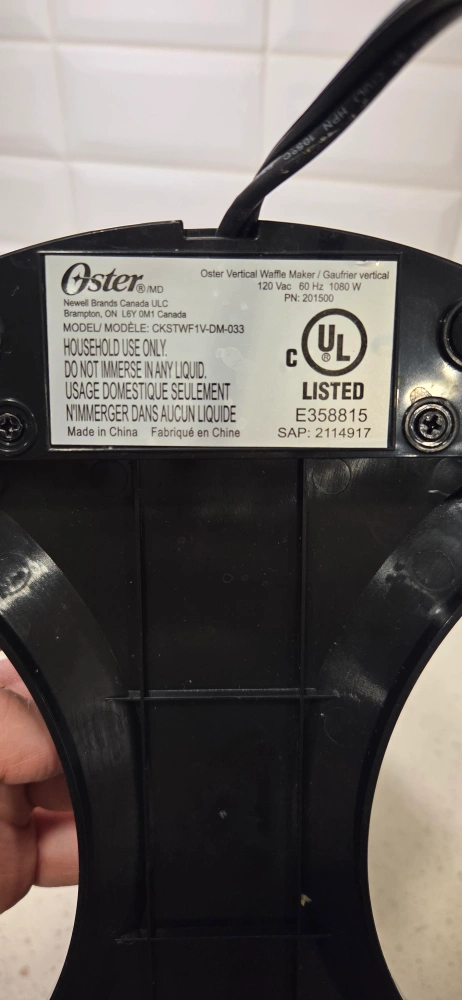 HPN 105°C
Oster®/MD
Newell Brands Canada ULC
Brampton, ON L6Y 0M1 Canada
MODEL/ MODÈLE: CKSTWF1V-DM-033
HOUSEHOLD USE ONLY.
DO NOT IMMERSE IN ANY LIQUID.
USAGE DOMESTIQUE SEULEMENT
N'IMMERGER DANS AUCUN LIQUIDE
Made in China Fabriqué en Chine
Oster Vertical Waffle Maker / Gaufrier vertical
120 Vac 60 Hz 1080 W
PN: 201500
C UL
LISTED
E358815
SAP: 2114917